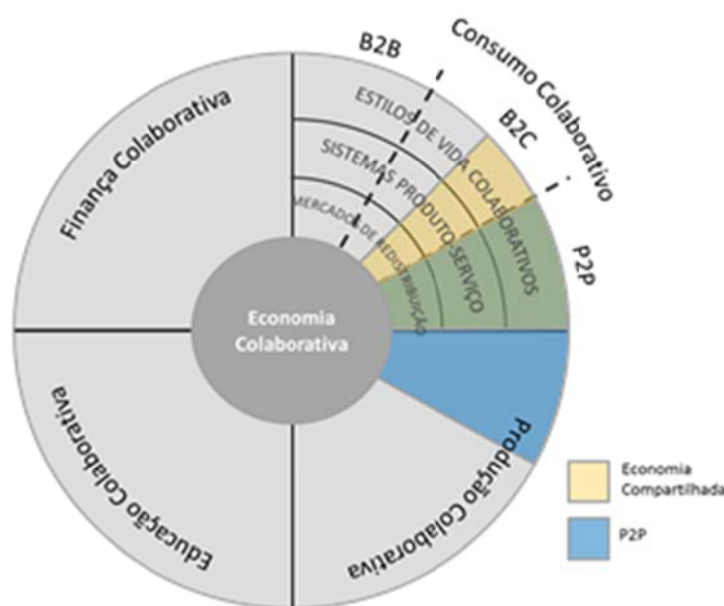 B2B
Consumo Colaborativo
B2C
P2P
ESTILOS DE VIDA COLABORATIVOS
SISTEMAS PRODUTO-SERVIÇO
MERCADOS DE REDISTRIBUIÇÃO
Finança Colaborativa
Economia
Colaborativa
Educação Colaborativa
Produção Colaborativa
Economia
Compartilhada
P2P